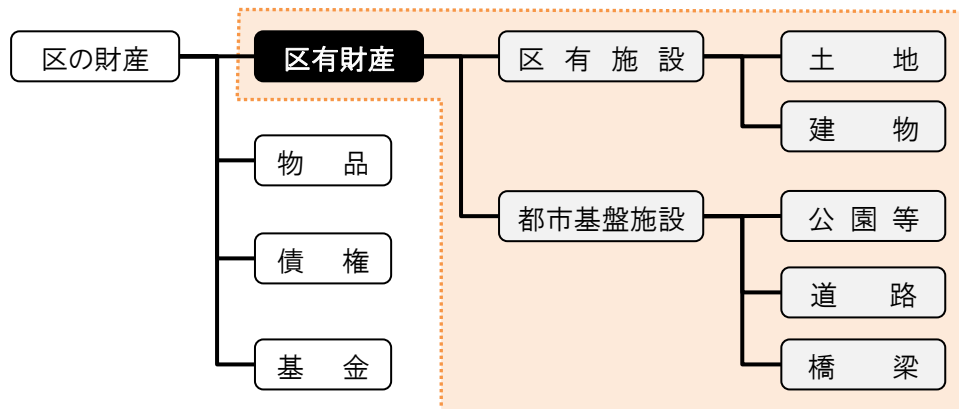 区の財産
区有財産
区有施設
土地
建物
物品
都市基盤施設
公園等
債権
道路
基金
橋梁